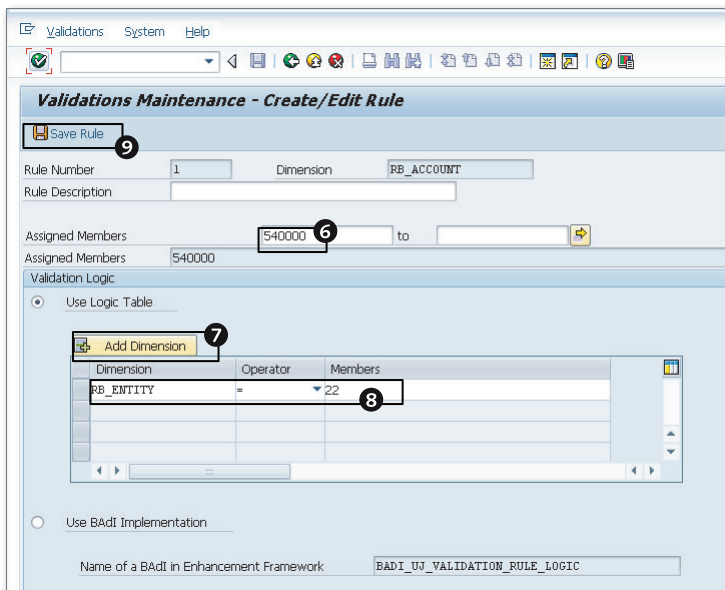 Validations System Help
Validations Maintenance - Create/Edit Rule
Save Rule
9
Rule Number 1 Dimension RB_ACCOUNT
Rule Description
Assigned Members 540000 6 to
Assigned Members 540000
Validation Logic
Use Logic Table
Add Dimension 7
Dimension Operator Members
RB_ENTITY = 22
8
Use BAdI Implementation
Name of a BAdI in Enhancement Framework BADI_UJ_VALIDATION_RULE_LOGIC